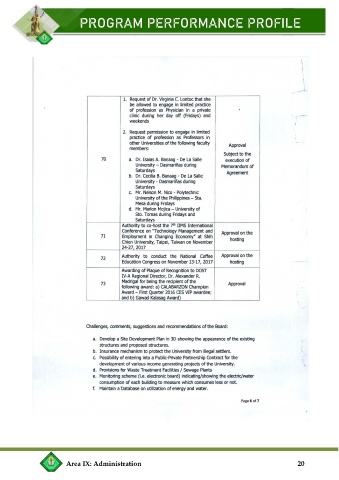 PROGRAM PERFORMANCE PROFILE
1. Request of Dr. Virginia C. Lontoc that she
be allowed to engage in limited practice
of profession as Physician in a private
clinic during her day off (Fridays) and
weekends
2. Request permission to engage in limited
practice of profession as Professors in
other Universities of the following faculty
members:
70
a. Dr. Isaias A. Banaag - De La Salle
University – Dasmariñas during
Saturdays
b. Dr. Cecilia B. Banaag - De La Salle
University - Dasmariñas during
Saturdays
c. Mr. Nelson M. Nico - Polytechnic
University of the Philippines – Sta.
Mesa during Fridays
d. Mr. Marlon Mojica – University of
Sto. Tomas during Fridays and
Saturdays
Approval
Subject to the
execution of
Memorandum of
Agreement
71
Authority to co-host the 7th IIMS International
Conference on "Technology Management and
Employment in Changing Economy" at Shih
Chien University, Taipei, Taiwan on November
24-27, 2017
Approval on the
hosting
72
Authority to conduct the National Coffee
Education Congress on November 13-17, 2017
Approval on the
hosting
73
Awarding of Plaque of Recognition to DOST
IV-A Regional Director, Dr. Alexander R.
Madrigal for being the recipient of the
following award: a) CALABARZON Champion
Award – First Quarter 2016 CES VIP awardee;
and b) Gawad Kalasag Award)
Approval
Challenges, comments, suggestions and recommendations of the Board:
a. Develop a Site Development Plan in 3D showing the appearance of the existing
structures and proposed structures.
b. Insurance mechanism to protect the University from illegal settlers.
c. Possibility of entering into a Public-Private Partnership Contract for the
development of various income generating projects of the University.
d. Provisions for Waste Treatment Facilities / Sewage Plants
e. Monitoring scheme (i.e. electronic board) indicating/showing the electric/water
consumption of each building to measure which consumes less or not.
f. Maintain a Database on utilization of energy and water.
Page 6 of 7
Area IX: Administration 20